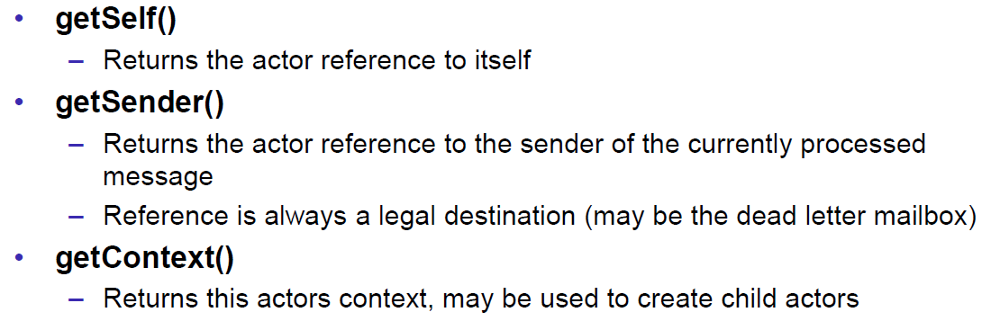 • getSelf()
– Returns the actor reference to itself
• getSender()
– Returns the actor reference to the sender of the currently processed
message
– Reference is always a legal destination (may be the dead letter mailbox)
• getContext()
– Returns this actors context, may be used to create child actors